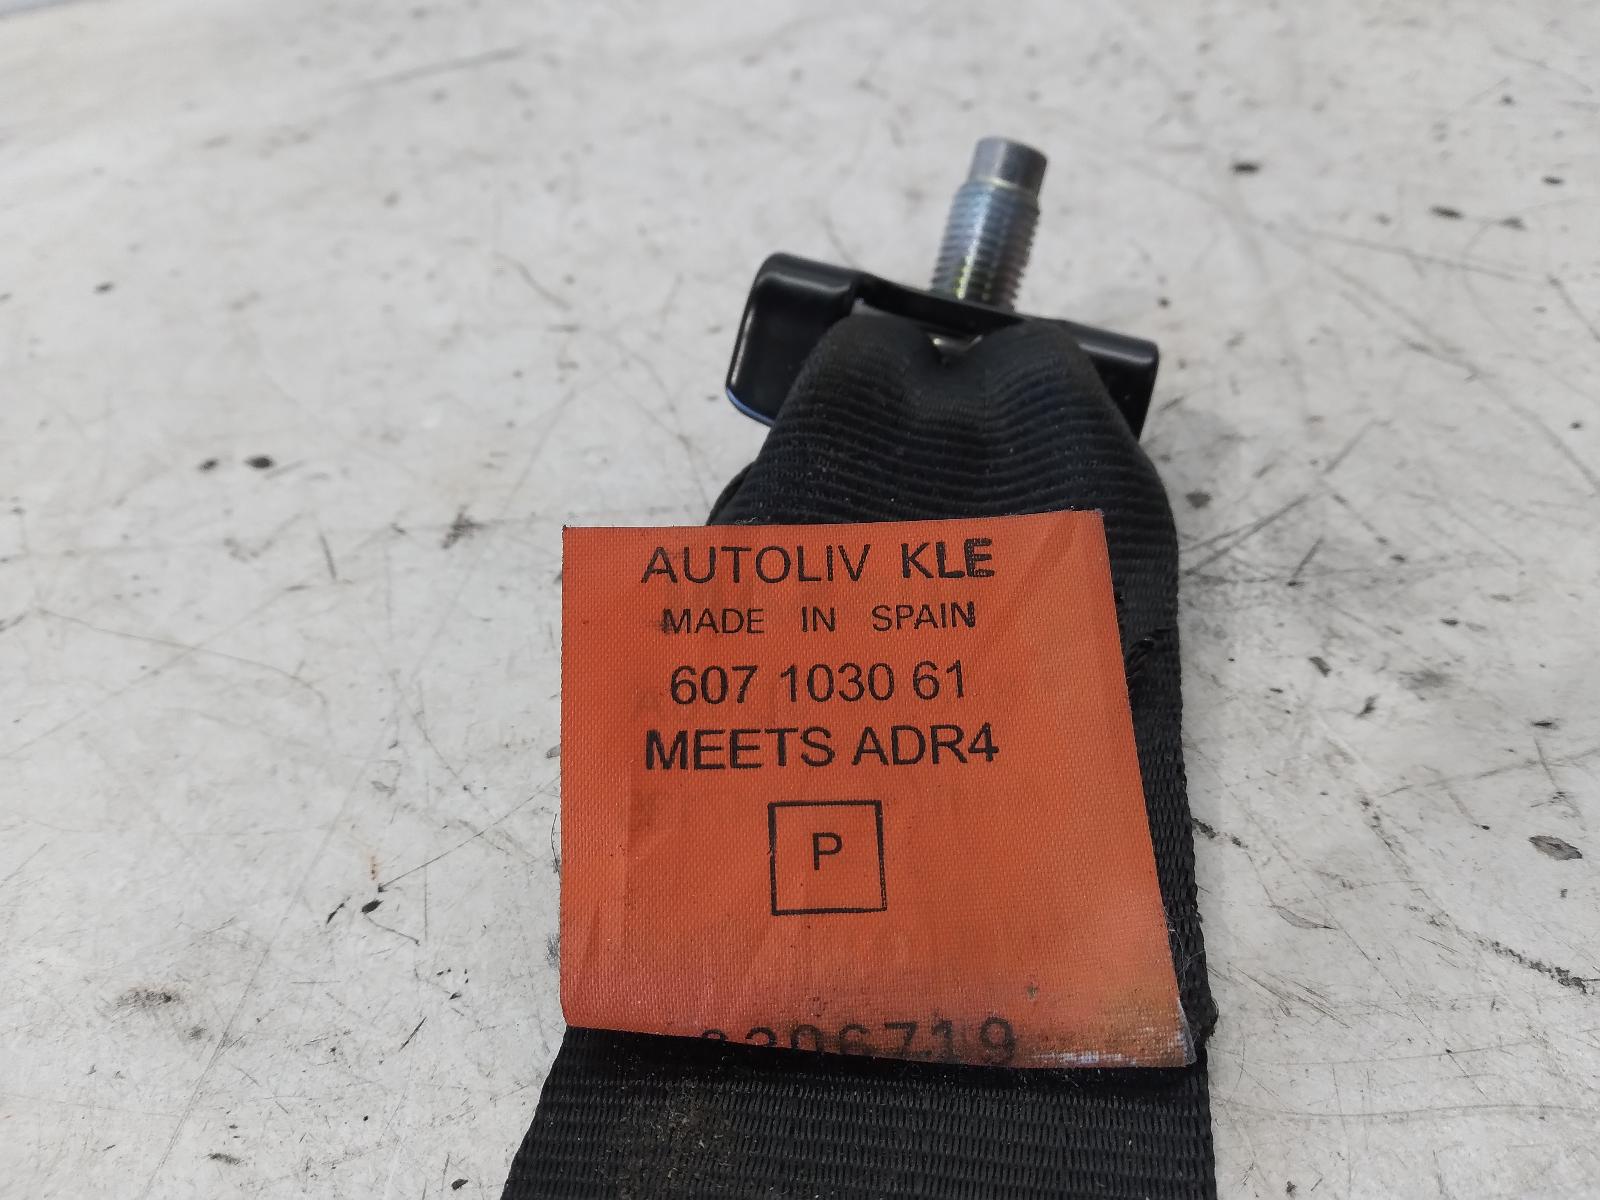 AUTOLIV KLE
MADE IN SPAIN
607 1030 61
MEETS ADR4
P